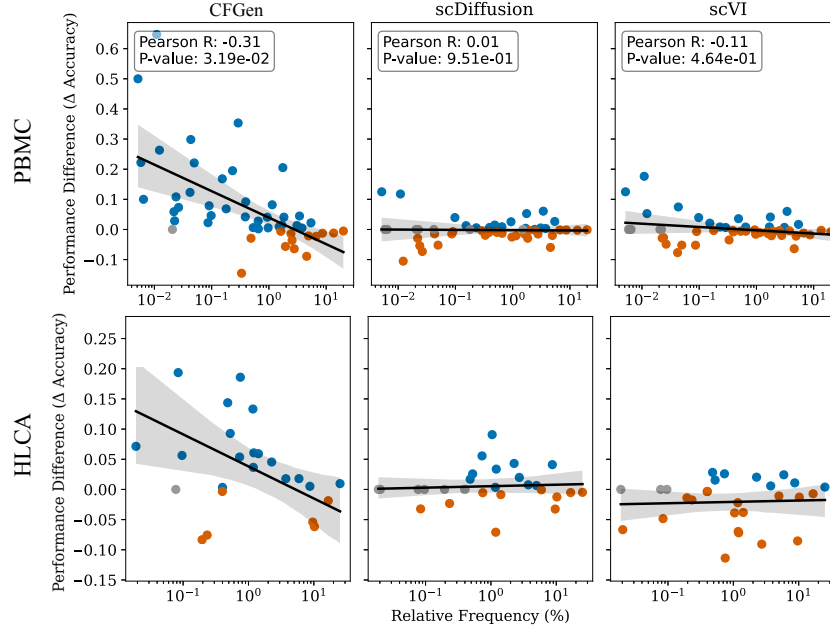 CFGen scDiffusion scVI
PBMC
Performance Difference (Δ Accuracy)
0.6
0.5
0.4
0.3
0.2
0.1
0.0
−0.1
Pearson R: -0.31
P-value: 3.19e-02
Pearson R: 0.01
P-value: 9.51e-01
Pearson R: -0.11
P-value: 4.64e-01
10⁻² 10⁻¹ 10⁰ 10¹
10⁻² 10⁻¹ 10⁰ 10¹
10⁻² 10⁻¹ 10⁰ 10¹
HLCA
Performance Difference (Δ Accuracy)
0.25
0.20
0.15
0.10
0.05
0.00
−0.05
−0.10
−0.15
10⁻¹ 10⁰ 10¹
10⁻¹ 10⁰ 10¹
10⁻¹ 10⁰ 10¹
Relative Frequency (%)